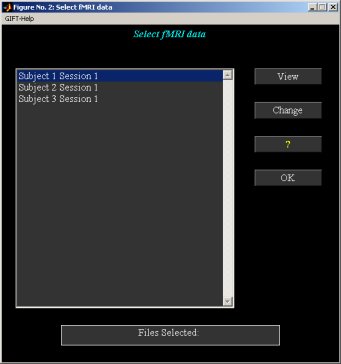 Figure No. 2: Select fMRI data
GIFT-Help
Select fMRI data
Subject 1 Session 1
Subject 2 Session 1
Subject 3 Session 1
View
Change
?
OK
Files Selected: